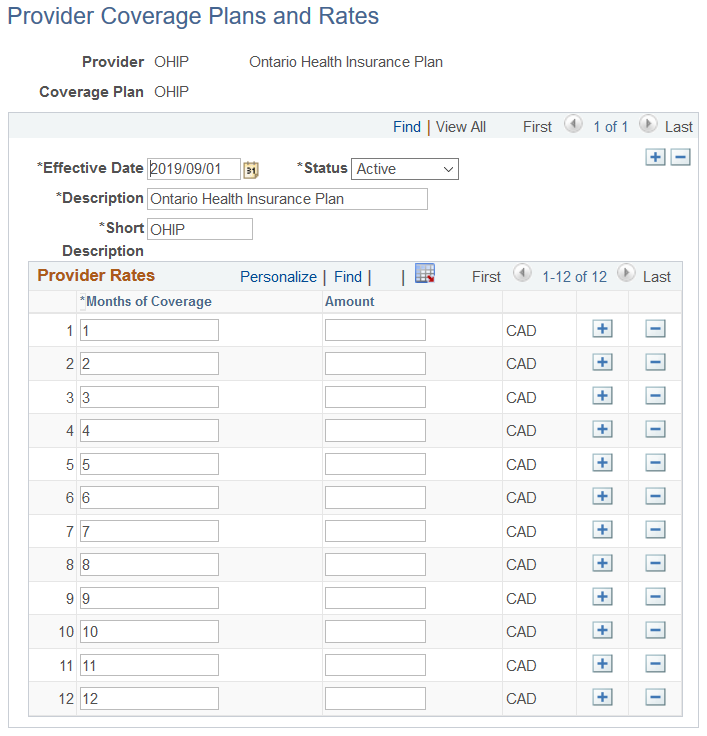 Provider Coverage Plans and Rates
Provider OHIP Ontario Health Insurance Plan
Coverage Plan OHIP
Find | View All First 1 of 1 Last
*Effective Date 2019/09/01 31 *Status Active
*Description Ontario Health Insurance Plan
*Short Description OHIP
Provider Rates Personalize | Find | | First 1-12 of 12 Last
*Months of Coverage Amount
1 1 CAD
2 2 CAD
3 3 CAD
4 4 CAD
5 5 CAD
6 6 CAD
7 7 CAD
8 8 CAD
9 9 CAD
10 10 CAD
11 11 CAD
12 12 CAD